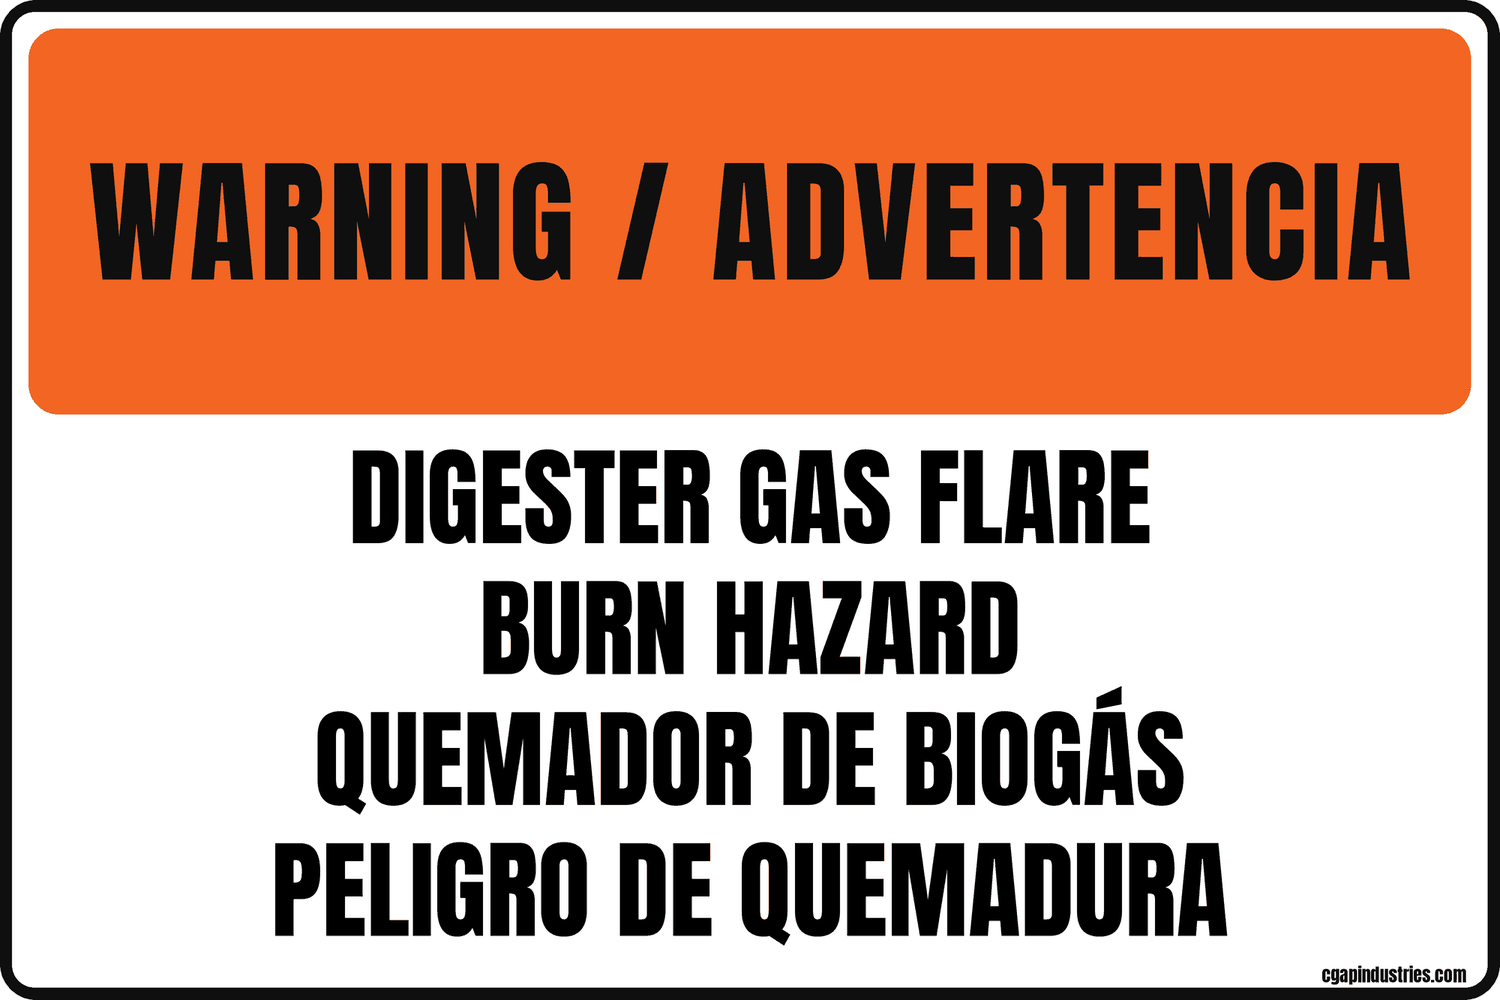 WARNING / ADVERTENCIA
DIGESTER GAS FLARE
BURN HAZARD
QUEMADOR DE BIOGÁS
PELIGRO DE QUEMADURA
cgapindustries.com